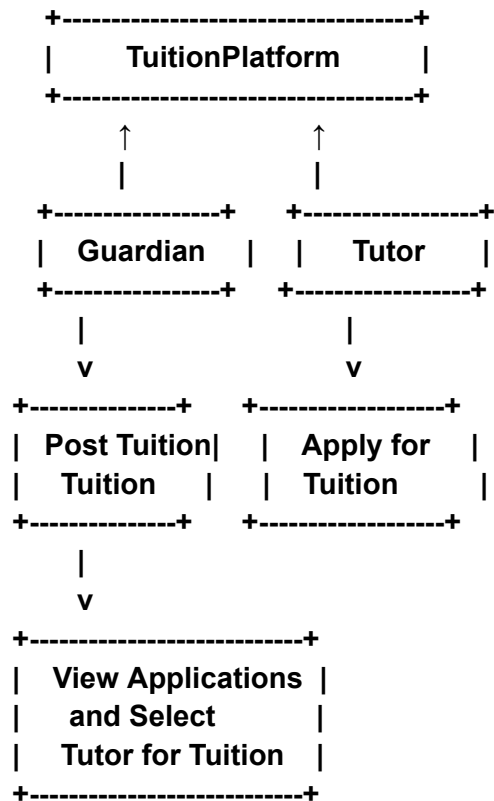 +------------------------------------+
| TuitionPlatform |
+------------------------------------+
↑ ↑
| |
+-----------------+ +------------------+
| Guardian | | Tutor |
+-----------------+ +------------------+
| |
v v
+---------------+ +-------------------+
| Post Tuition| | Apply for |
| Tuition | | Tuition |
+---------------+ +-------------------+
|
v
+----------------------------+
| View Applications |
| and Select |
| Tutor for Tuition |
+----------------------------+